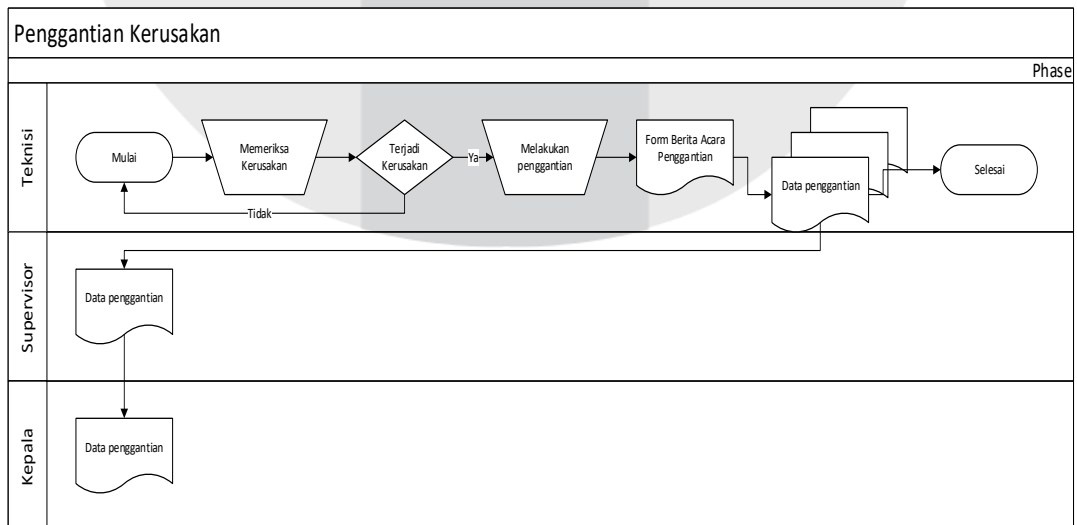 Penggantian Kerusakan
Phase
Teknisi
Mulai
Memeriksa
Kerusakan
Terjadi
Kerusakan
Ya
Melakukan
penggantian
Form Berita Acara
Penggantian
Data penggantian
Selesai
Tidak
Supervisor
Data penggantian
Kepala
Data penggantian